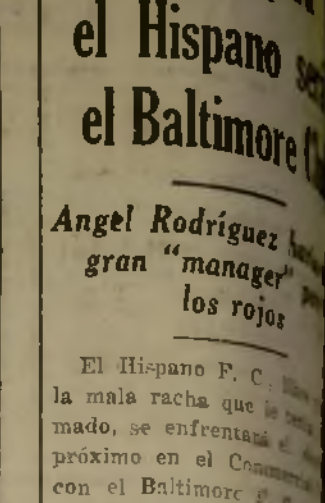 el Hispano
el Baltimore
Angel Rodríguez
gran "manager"
los rojos
El Hispano F. C.
la mala racha que
mado, se enfrentará el
próximo en el
con el Baltimore